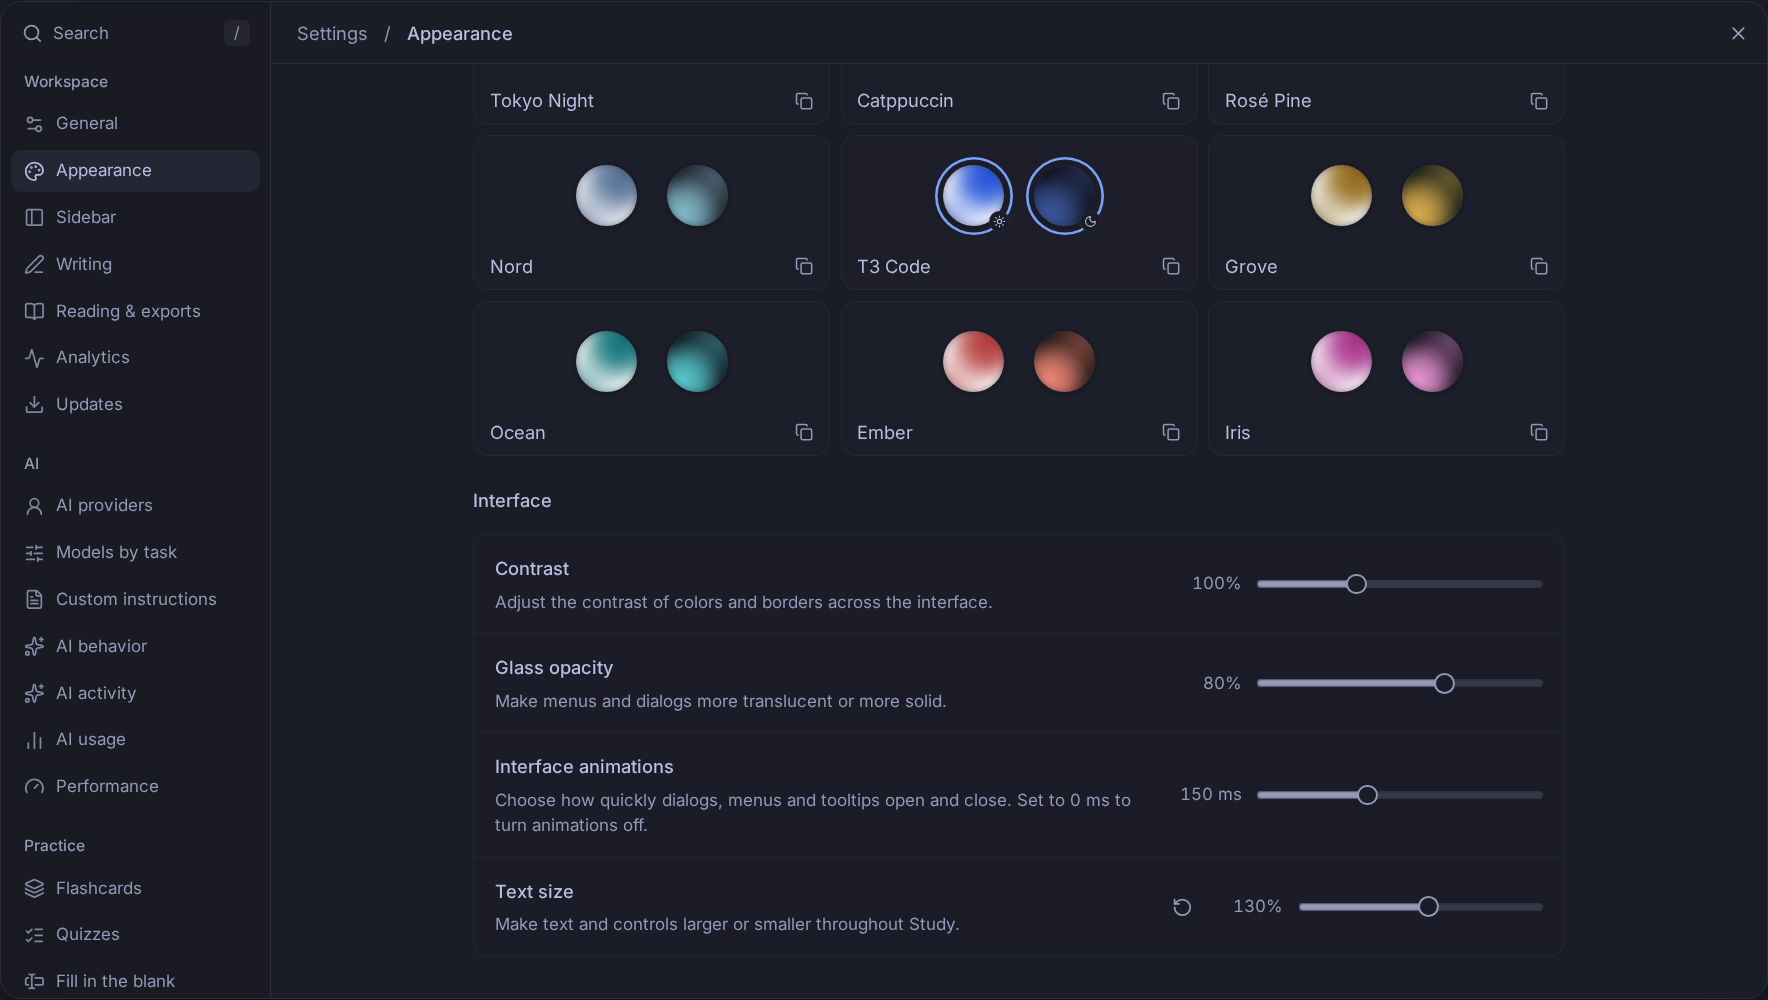 Search
/
Workspace
General
Appearance
Sidebar
Writing
Reading & exports
Analytics
Updates
AI
AI providers
Models by task
Custom instructions
AI behavior
AI activity
AI usage
Performance
Practice
Flashcards
Quizzes
Fill in the blank
Settings / Appearance
Tokyo Night
Catppuccin
Rosé Pine
Nord
T3 Code
Grove
Ocean
Ember
Iris
Interface
Contrast
Adjust the contrast of colors and borders across the interface.
100%
Glass opacity
Make menus and dialogs more translucent or more solid.
80%
Interface animations
Choose how quickly dialogs, menus and tooltips open and close. Set to 0 ms to
turn animations off.
150 ms
Text size
Make text and controls larger or smaller throughout Study.
130%